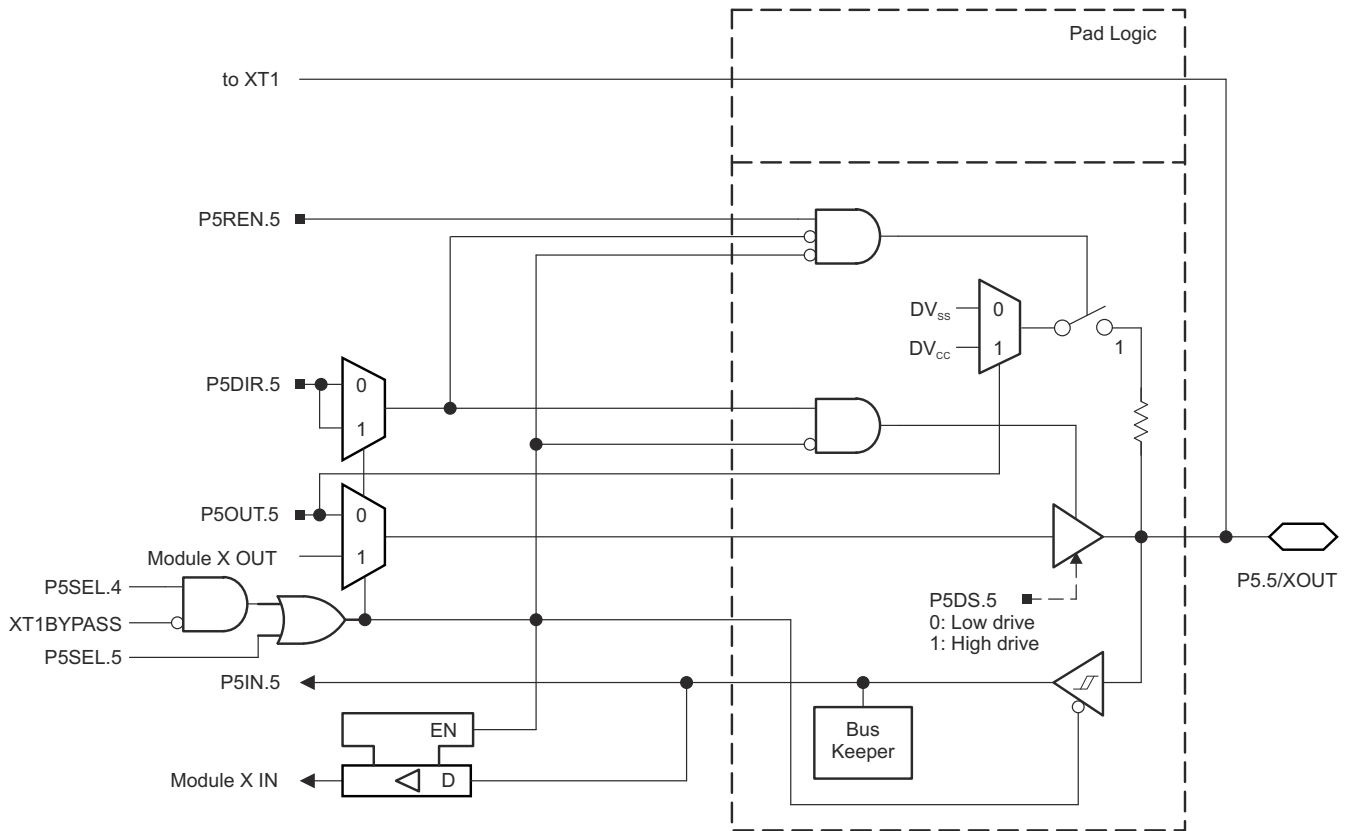 Pad Logic
to XT1
P5REN.5
DVss
0
DVcc
1
1
P5DIR.5
0
1
P5OUT.5
0
Module X OUT
1
P5SEL.4
XT1BYPASS
P5SEL.5
P5.5/XOUT
P5DS.5
0: Low drive
1: High drive
P5IN.5
EN
Bus
Keeper
Module X IN
D